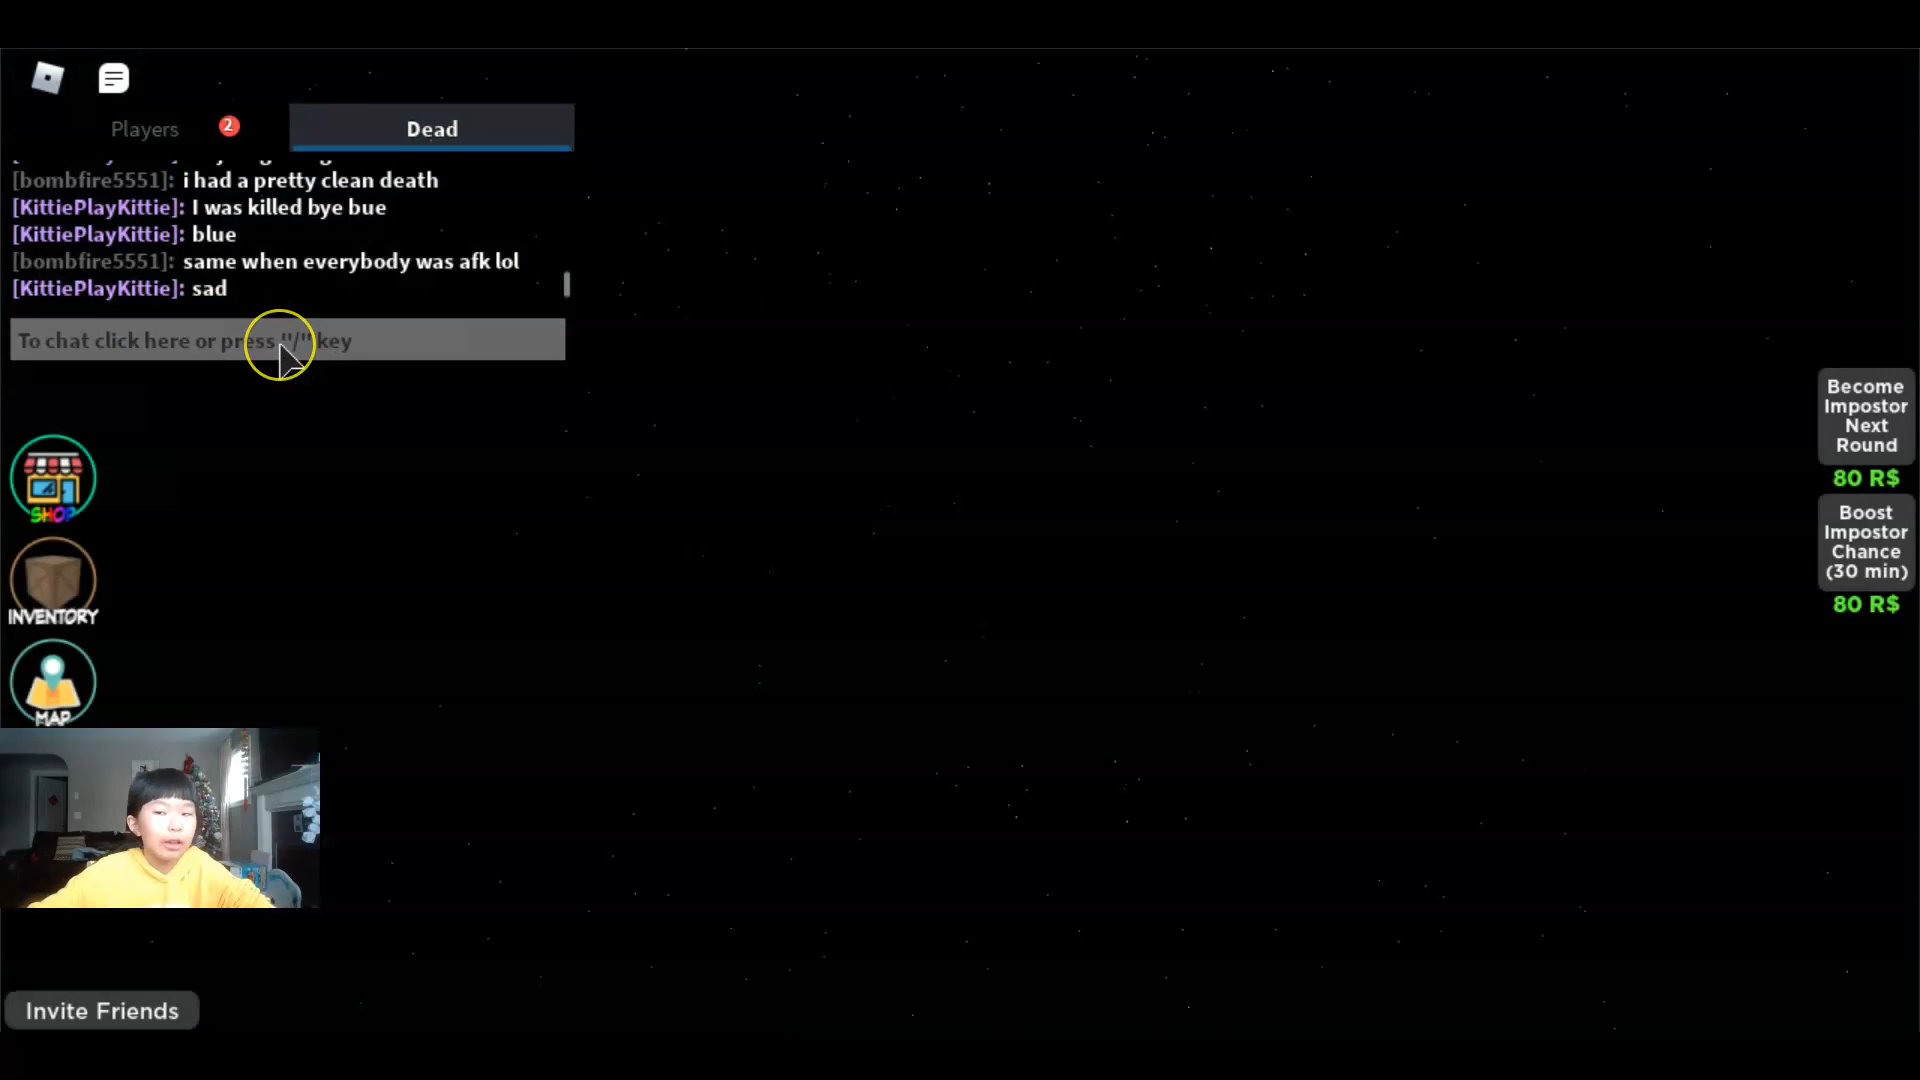 Players
2
Dead
[bombfire5551]: i had a pretty clean death
[KittiePlayKittie]: I was killed bye bue
[KittiePlayKittie]: blue
[bombfire5551]: same when everybody was afk lol
[KittiePlayKittie]: sad
To chat click here or press "/" key
SHOP
INVENTORY
MAP
Become
Impostor
Next
Round
80 R$
Boost
Impostor
Chance
(30 min)
80 R$
Invite Friends